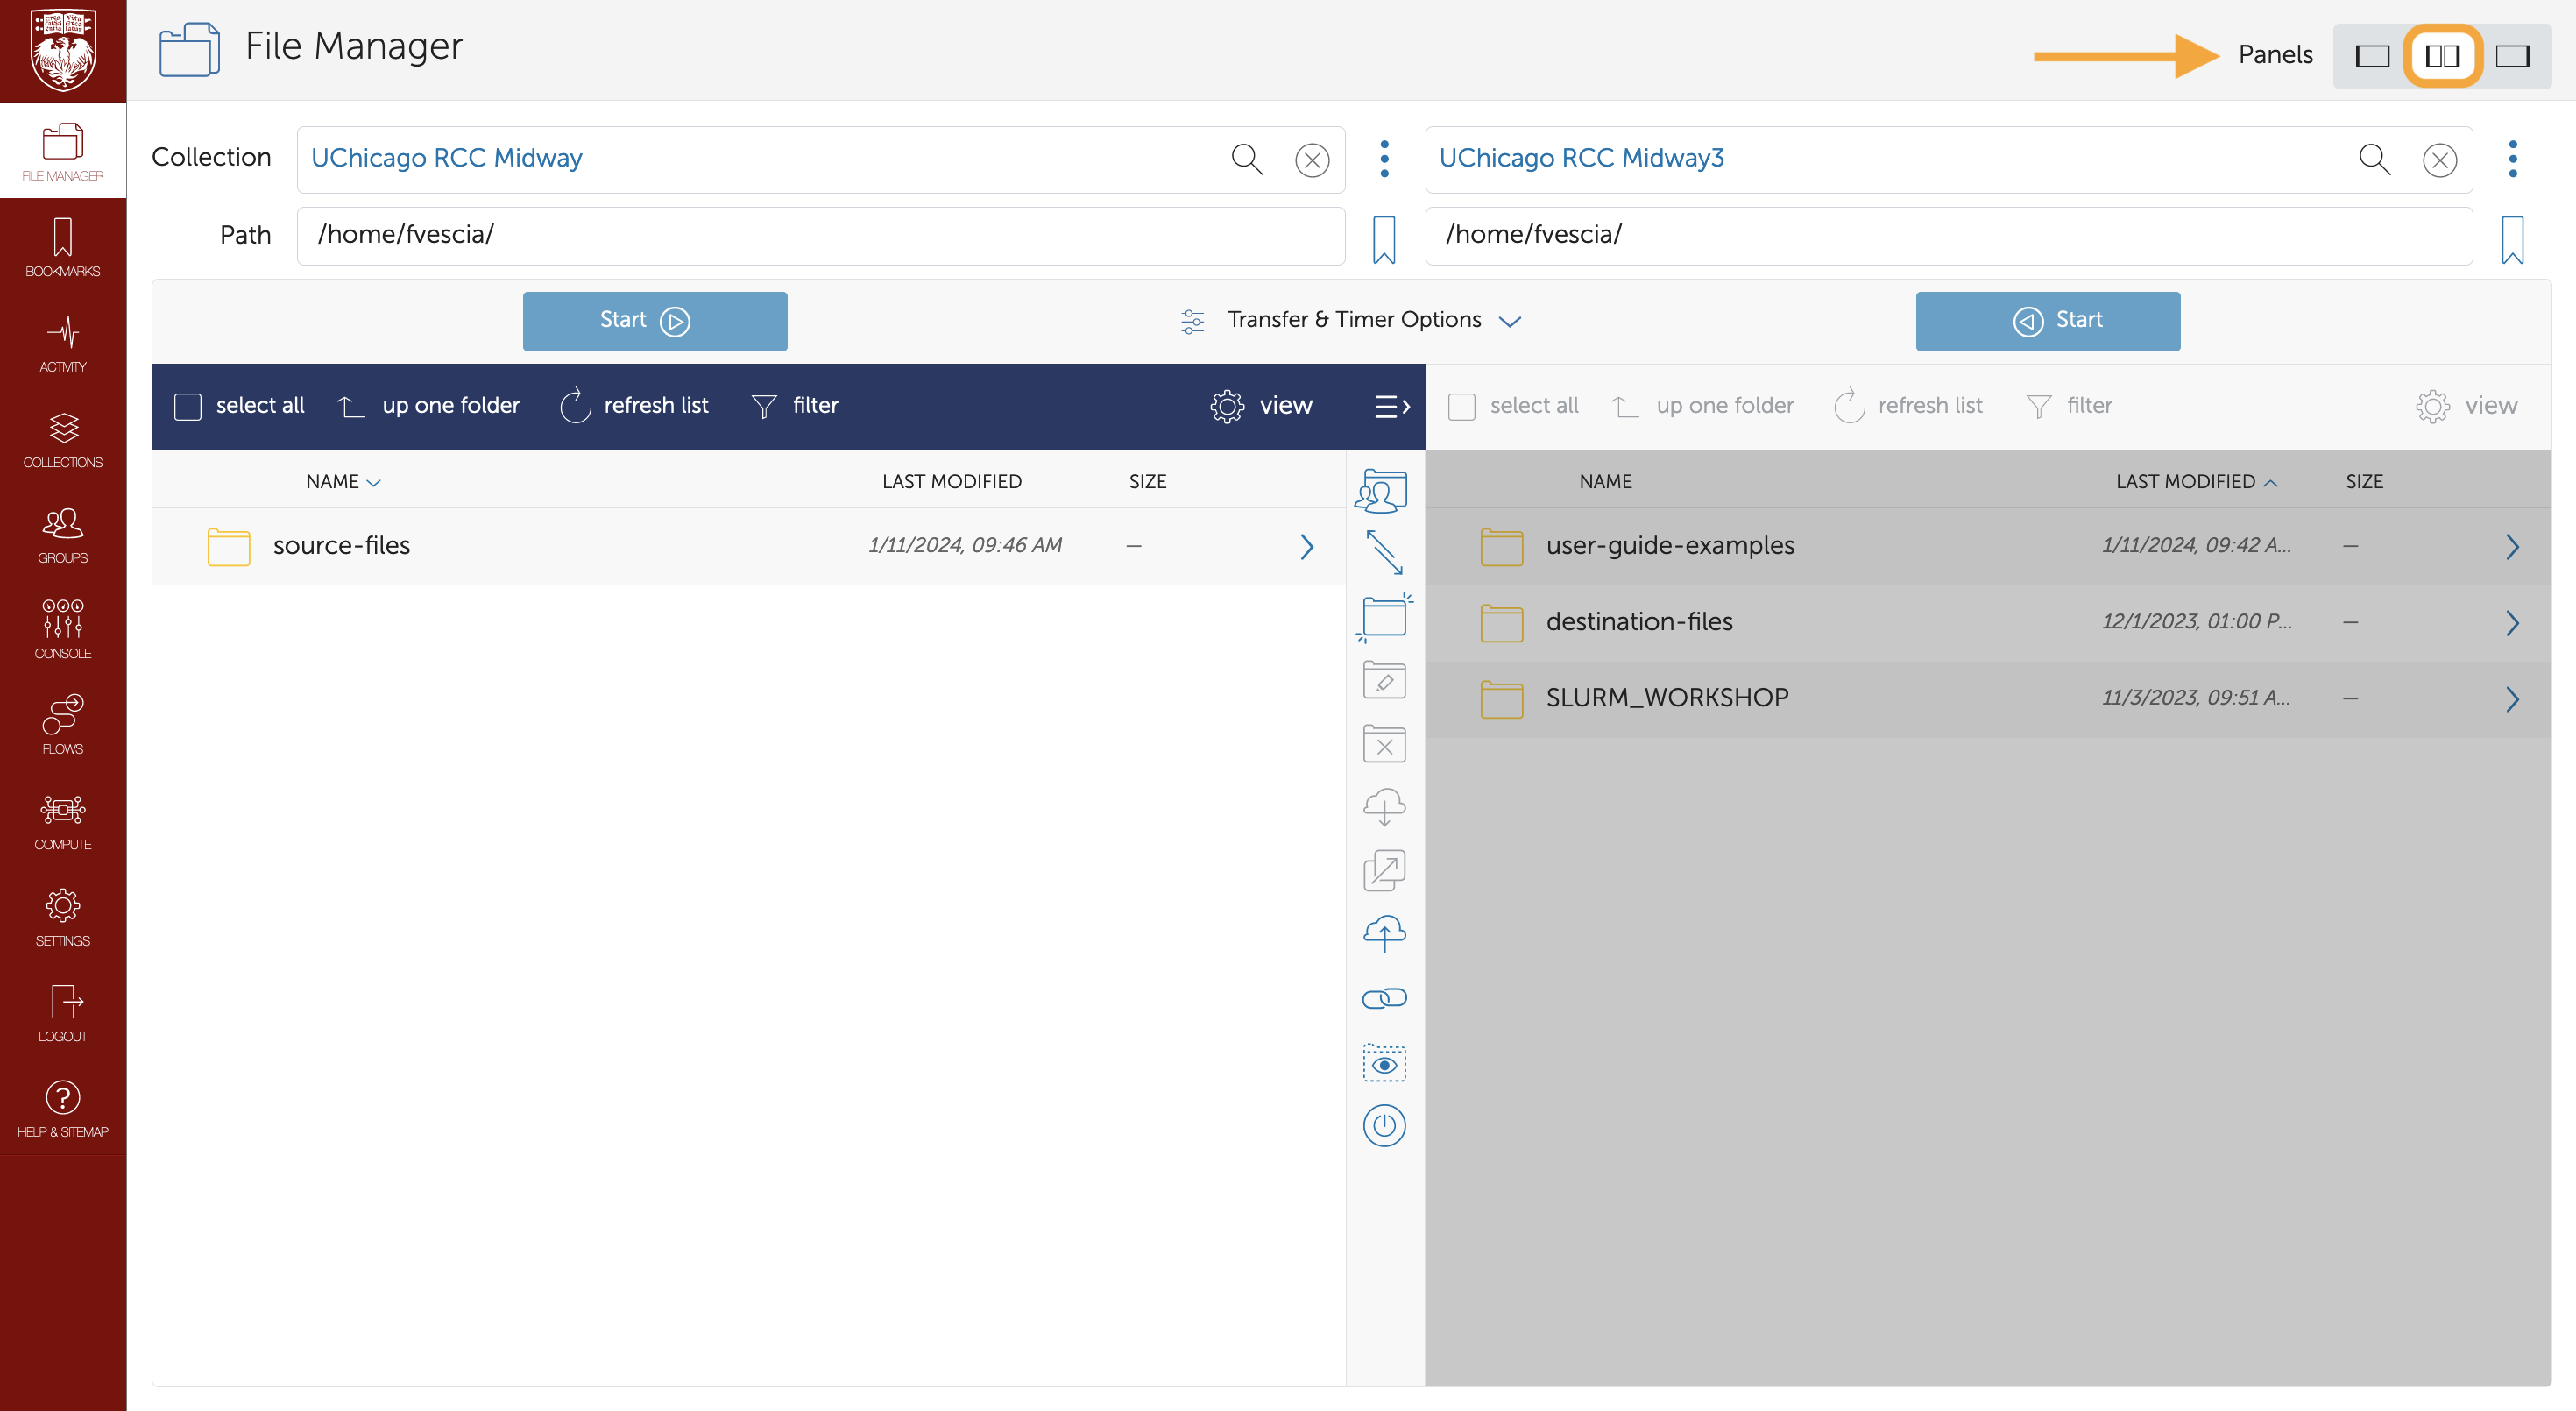 File Manager
Panels
FILE MANAGER
BOOKMARKS
ACTIVITY
COLLECTIONS
GROUPS
CONSOLE
FLOWS
COMPUTE
SETTINGS
LOGOUT
HELP & SITEMAP
Collection UChicago RCC Midway UChicago RCC Midway3
Path /home/fvescia/ /home/fvescia/
Start Transfer & Timer Options Start
select all up one folder refresh list filter view select all up one folder refresh list filter view
NAME LAST MODIFIED SIZE NAME LAST MODIFIED SIZE
source-files 1/11/2024, 09:46 AM — user-guide-examples 1/11/2024, 09:42 A... —
destination-files 12/1/2023, 01:00 P... —
SLURM_WORKSHOP 11/3/2023, 09:51 A... —